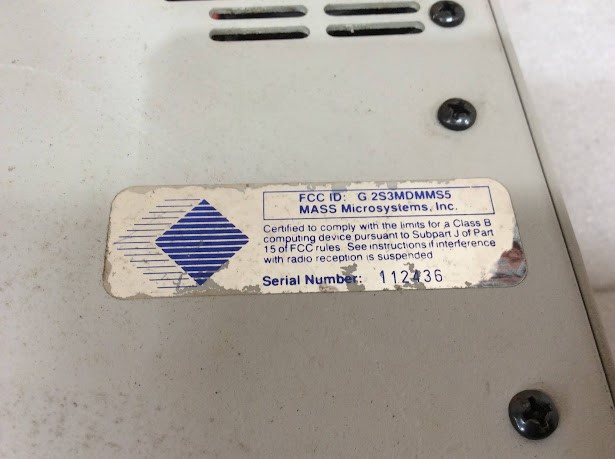 FCC ID: G 2S3MDMMS5
MASS Microsystems, Inc.
Certified to comply with the limits for a Class B
computing device pursuant to Subpart J of Part
15 of FCC rules. See instructions if interference
with radio reception is suspended
Serial Number: 112436